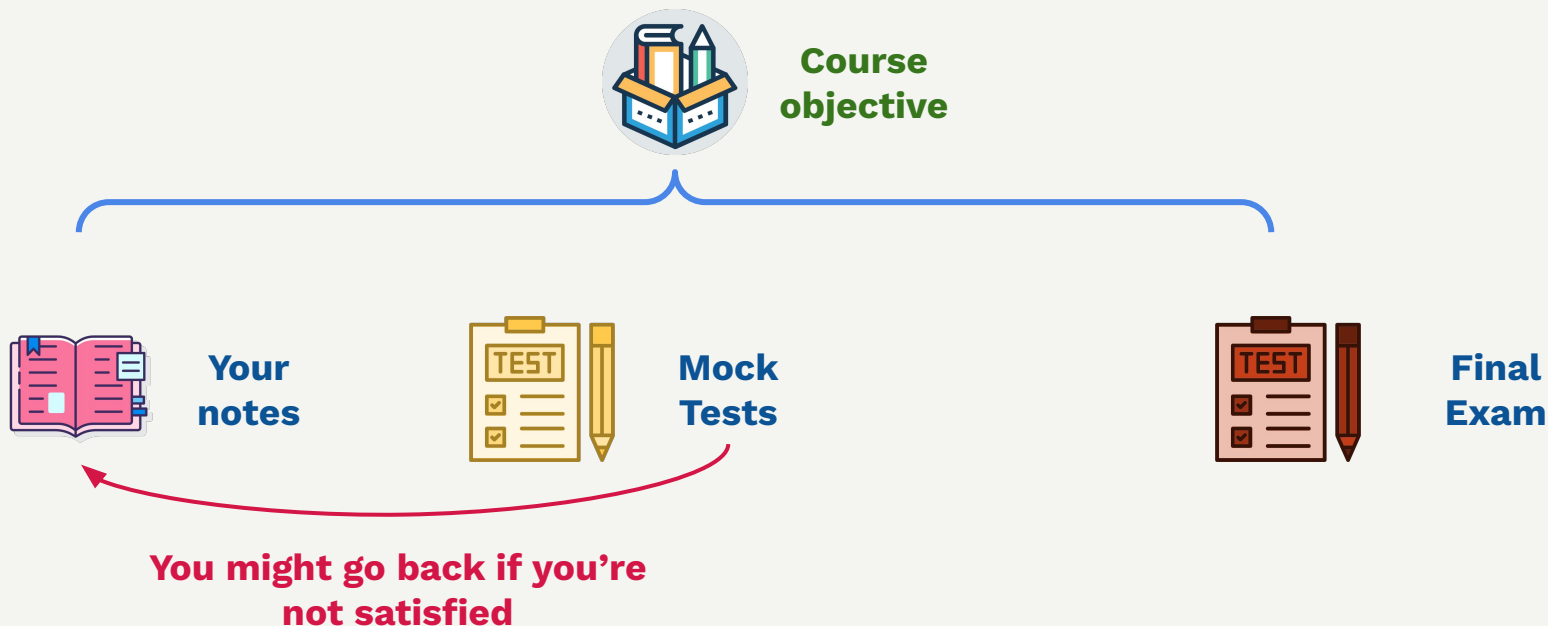 Course
objective
Your
notes
TEST
Mock
Tests
TEST
Final
Exam
You might go back if you’re
not satisfied